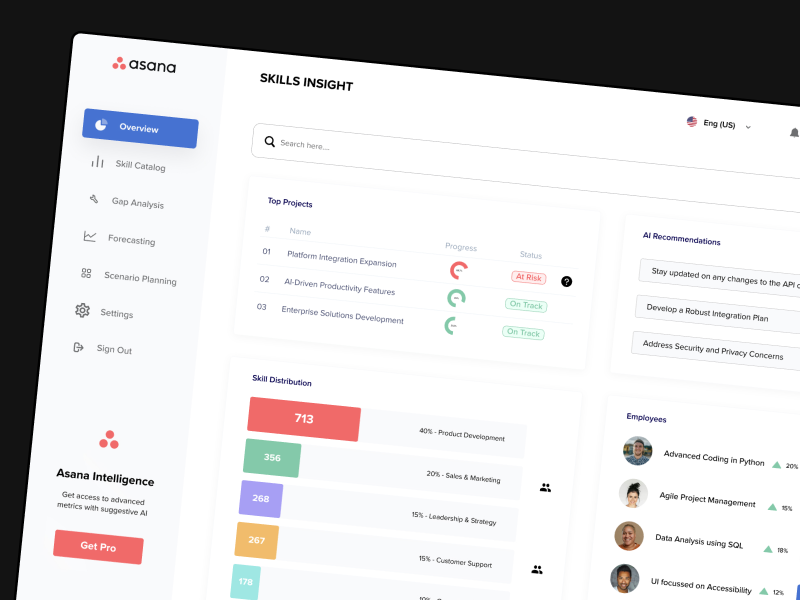 asana
SKILLS INSIGHT
Eng (US)
Overview
Search here...
Skill Catalog
Gap Analysis
Forecasting
Scenario Planning
Settings
Sign Out
Asana Intelligence
Get access to advanced
metrics with suggestive AI
Get Pro
Top Projects
# Name Progress Status
01 Platform Integration Expansion At Risk ?
02 AI-Driven Productivity Features On Track
03 Enterprise Solutions Development On Track
AI Recommendations
Stay updated on any changes to the API
Develop a Robust Integration Plan
Address Security and Privacy Concerns
Skill Distribution
713 40% - Product Development
356 20% - Sales & Marketing
268 15% - Leadership & Strategy
267 15% - Customer Support
178 10% -
Employees
Advanced Coding in Python 20%
Agile Project Management 15%
Data Analysis using SQL 18%
UI focussed on Accessibility 12%